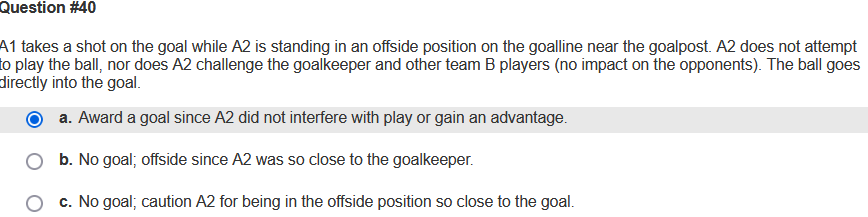 Question #40
A1 takes a shot on the goal while A2 is standing in an offside position on the goalline near the goalpost. A2 does not attempt
to play the ball, nor does A2 challenge the goalkeeper and other team B players (no impact on the opponents). The ball goes
directly into the goal.
a. Award a goal since A2 did not interfere with play or gain an advantage.
b. No goal; offside since A2 was so close to the goalkeeper.
c. No goal; caution A2 for being in the offside position so close to the goal.